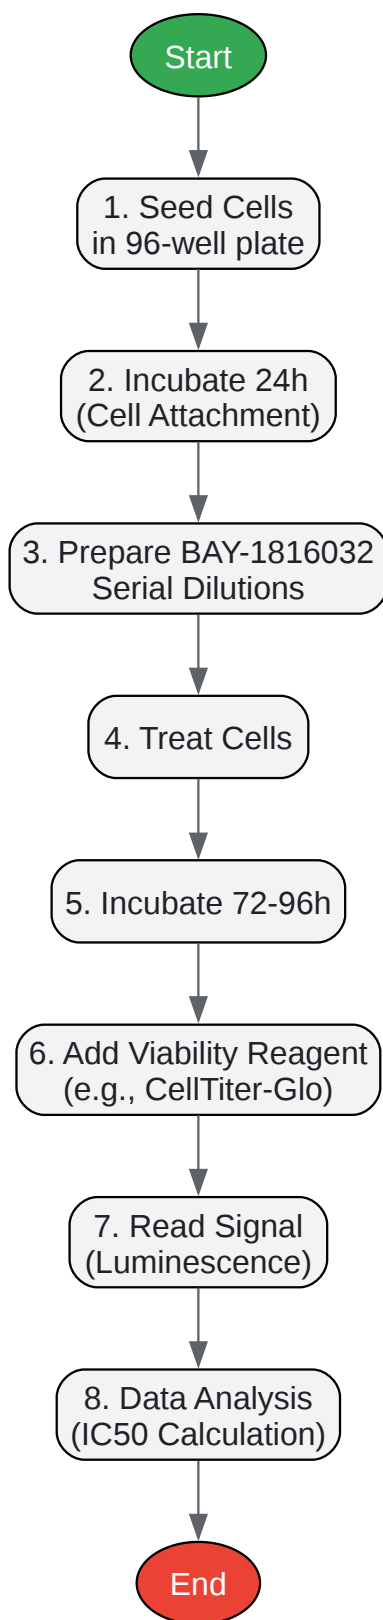 Start
1. Seed Cells
in 96-well plate
2. Incubate 24h
(Cell Attachment)
3. Prepare BAY-1816032
Serial Dilutions
4. Treat Cells
5. Incubate 72-96h
6. Add Viability Reagent
(e.g., CellTiter-Glo)
7. Read Signal
(Luminescence)
8. Data Analysis
(IC50 Calculation)
End